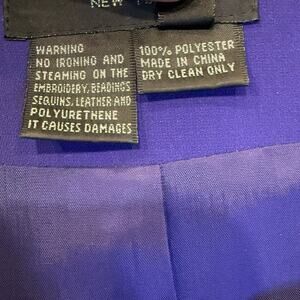 NEW
WARNING
NO IRONING AND
STEAMING ON THE
EMBROIDERY, BEADINGS
SEQUINS, LEATHER AND
POLYURETHENE
IT CAUSES DAMAGES
100% POLYESTER
MADE IN CHINA
DRY CLEAN ONLY